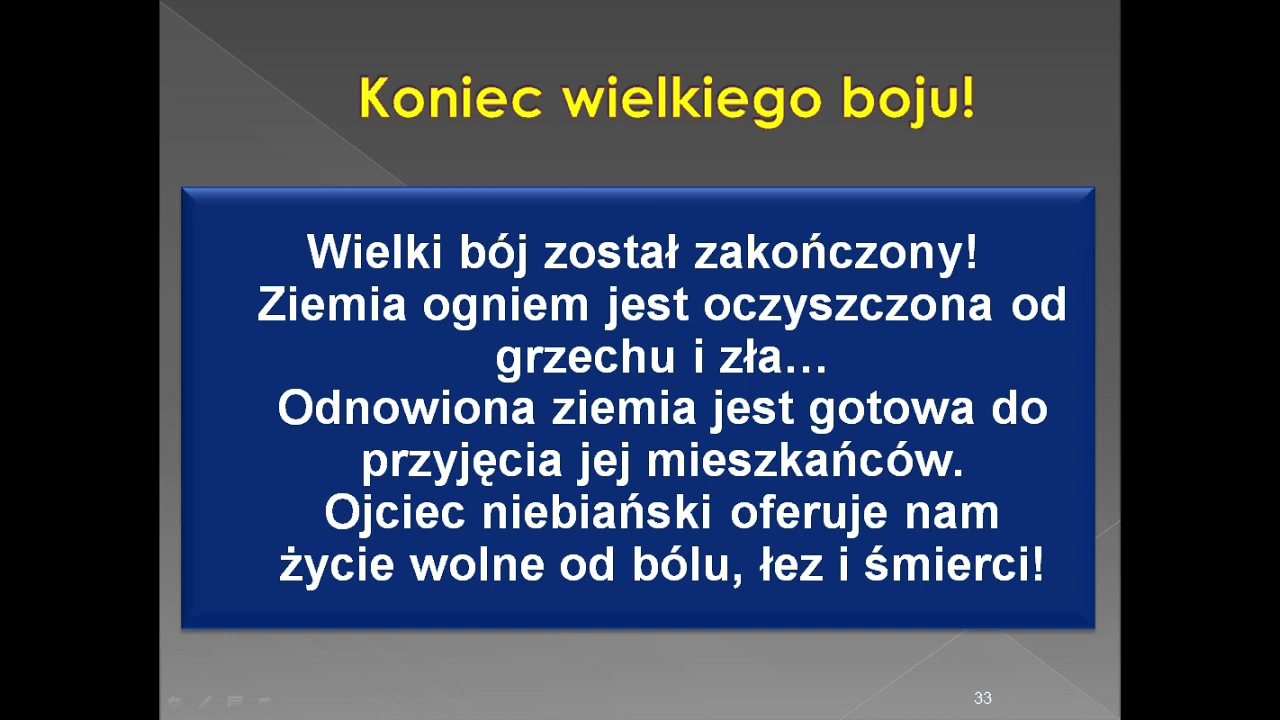 Koniec wielkiego boju!
Wielki bój został zakończony!
Ziemia ogniem jest oczyszczona od
grzechu i zła...
Odnowiona ziemia jest gotowa do
przyjęcia jej mieszkańców.
Ojciec niebiański oferuje nam
życie wolne od bólu, łez i śmierci!
33